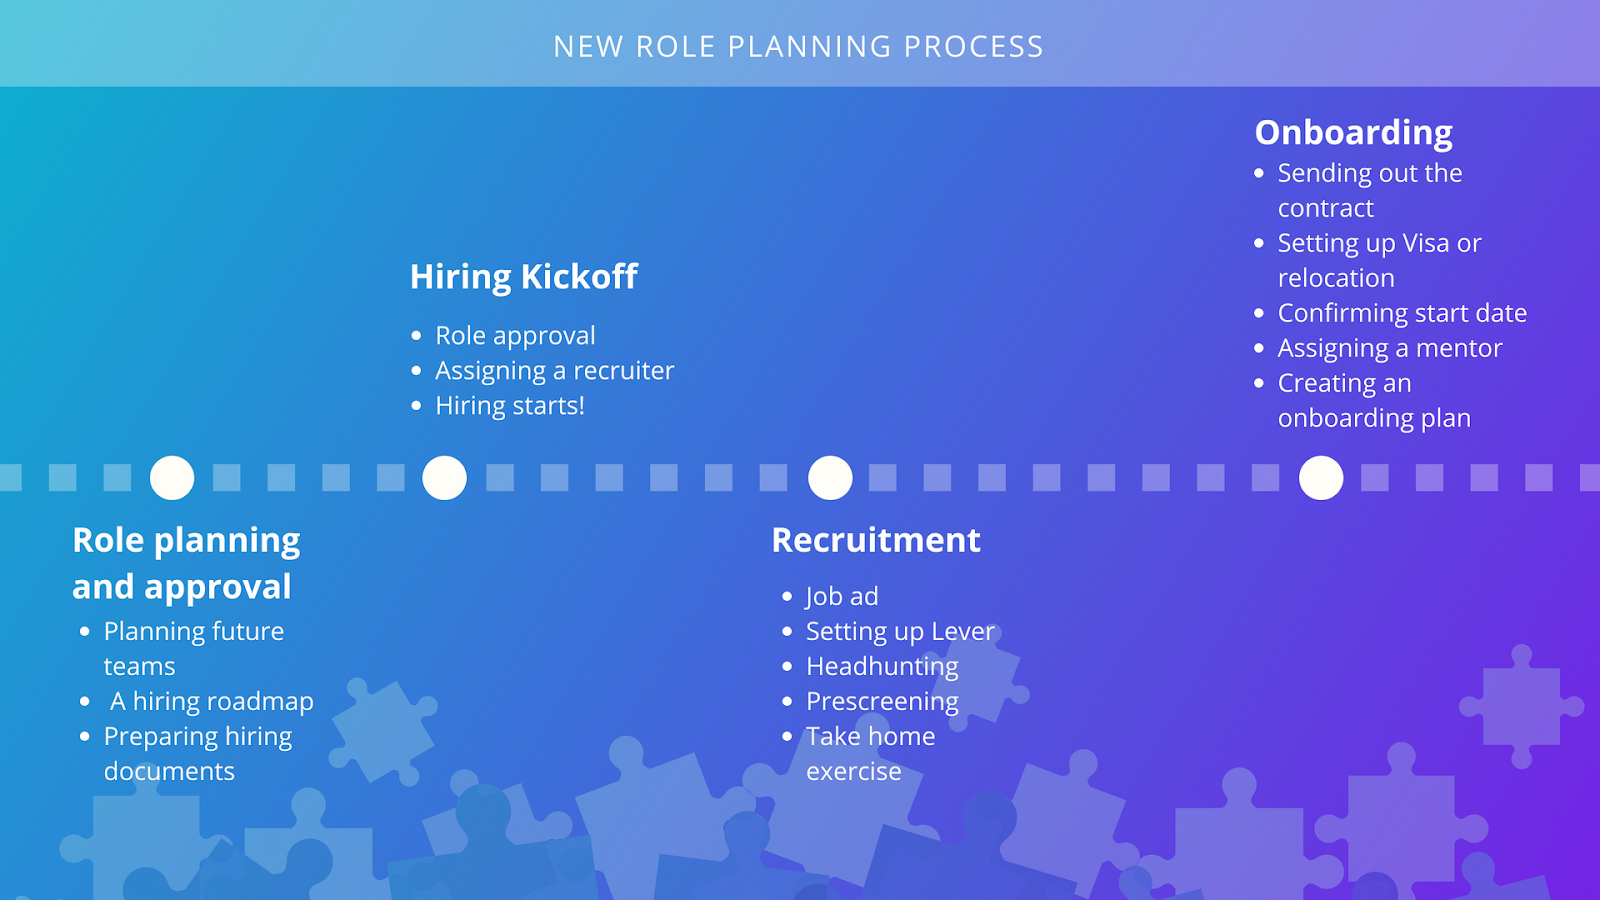 NEW ROLE PLANNING PROCESS
Onboarding
• Sending out the
contract
• Setting up Visa or
relocation
• Confirming start date
• Assigning a mentor
• Creating an
onboarding plan
Hiring Kickoff
• Role approval
• Assigning a recruiter
• Hiring starts!
Role planning
and approval
• Planning future
teams
• A hiring roadmap
• Preparing hiring
documents
Recruitment
• Job ad
• Setting up Lever
• Headhunting
• Prescreening
• Take home
exercise